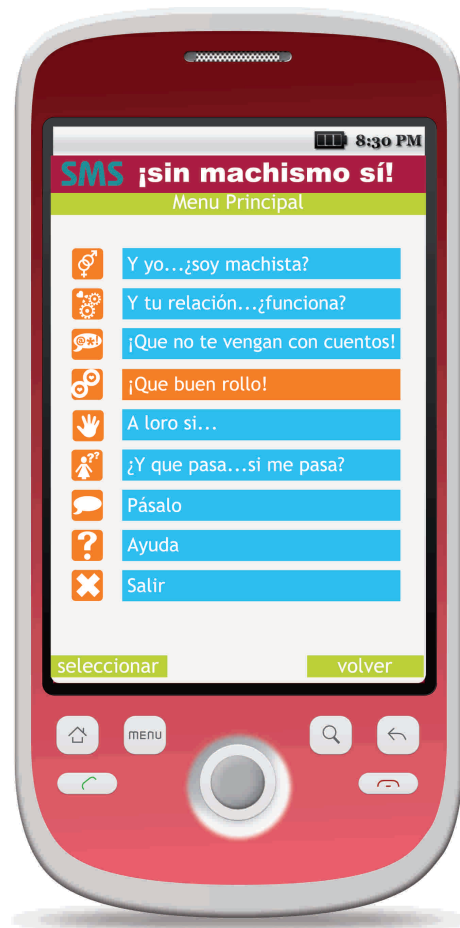 8:30 PM
SMS ¡sin machismo sí!
Menu Principal
Y yo...¿soy machista?
Y tu relación...¿funciona?
@*!
¡Que no te vengan con cuentos!
¡Que buen rollo!
A loro si...
??
¿Y que pasa...si me pasa?
Pásalo
?
Ayuda
Salir
seleccionar volver
MENU